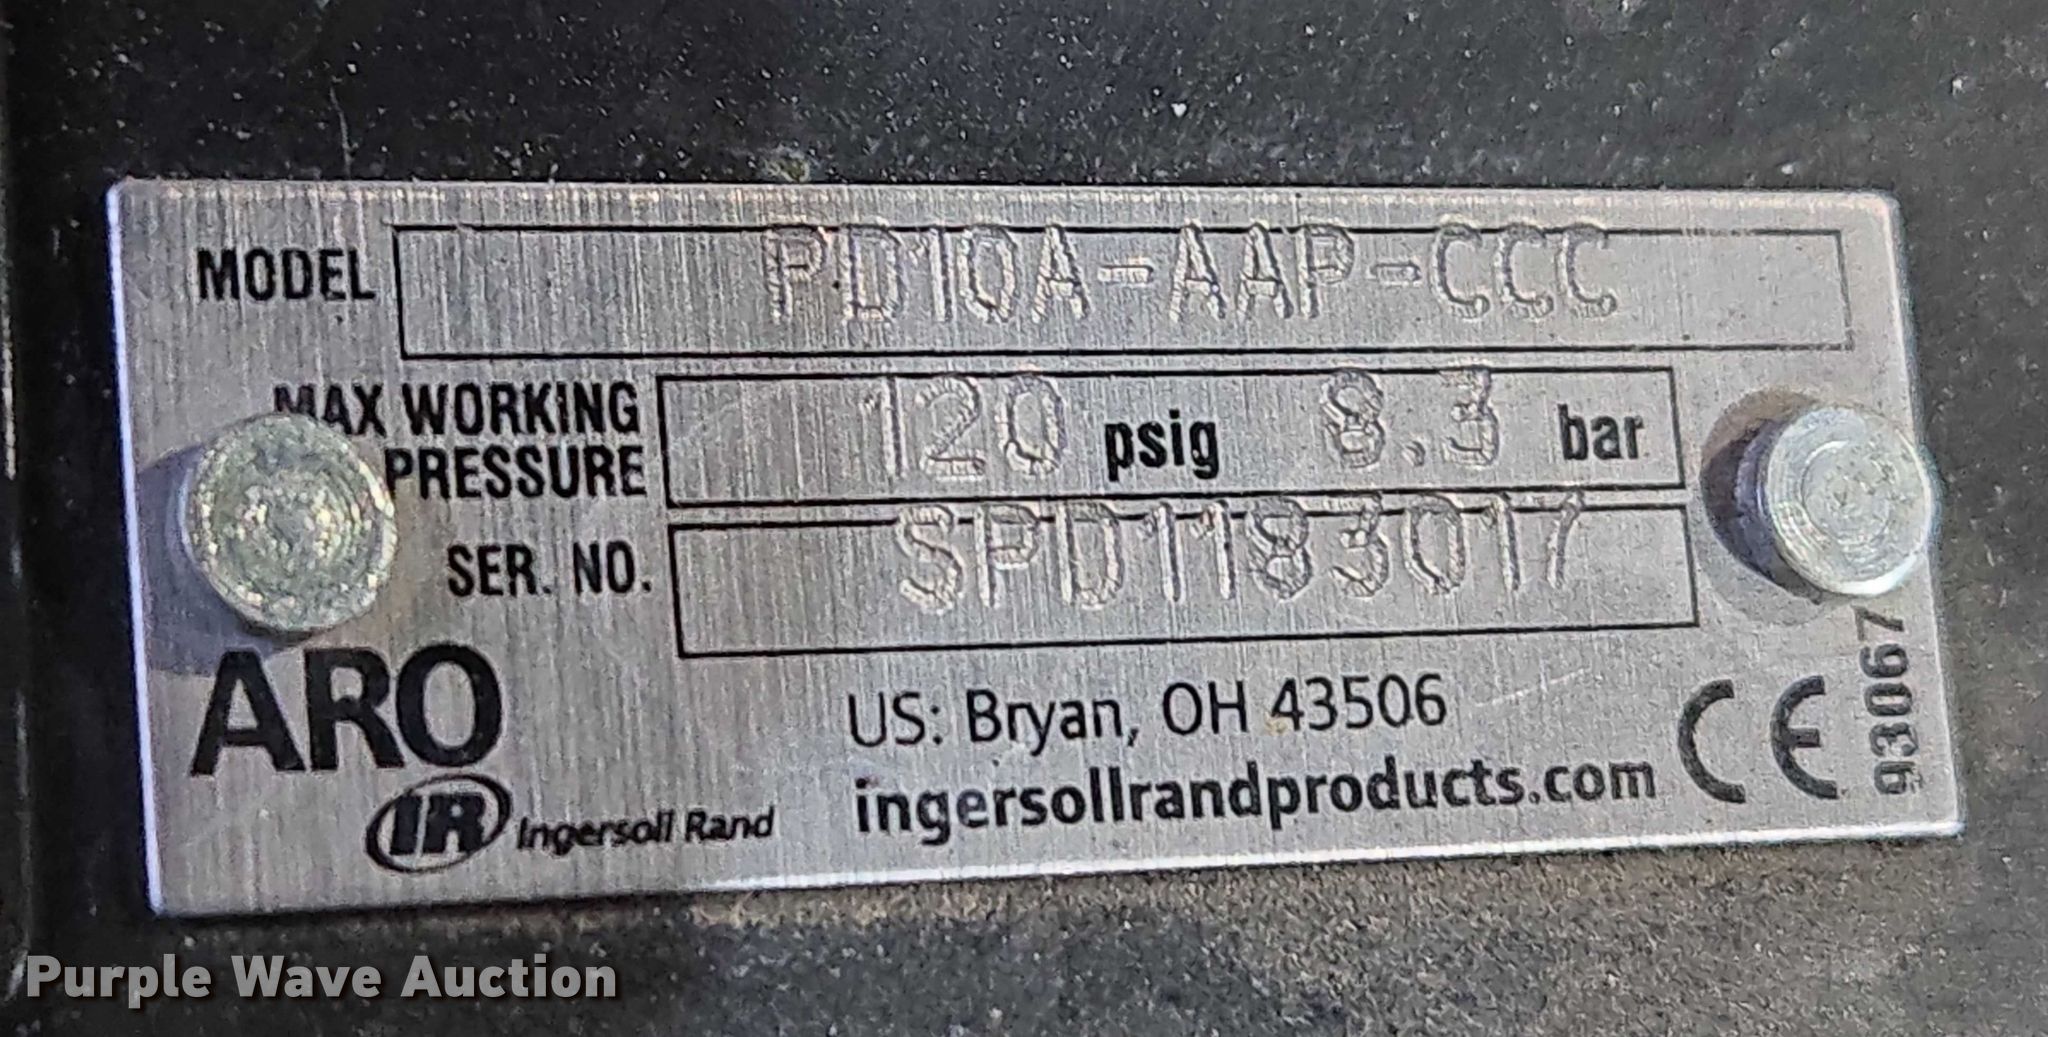 MODEL PD10A-AAP-CCC
MAX WORKING
PRESSURE 120 psig 8.3 bar
SER. NO. SPD1183017
ARO
IR Ingersoll Rand
US: Bryan, OH 43506
ingersollrandproducts.com
CE
93067
Purple Wave Auction